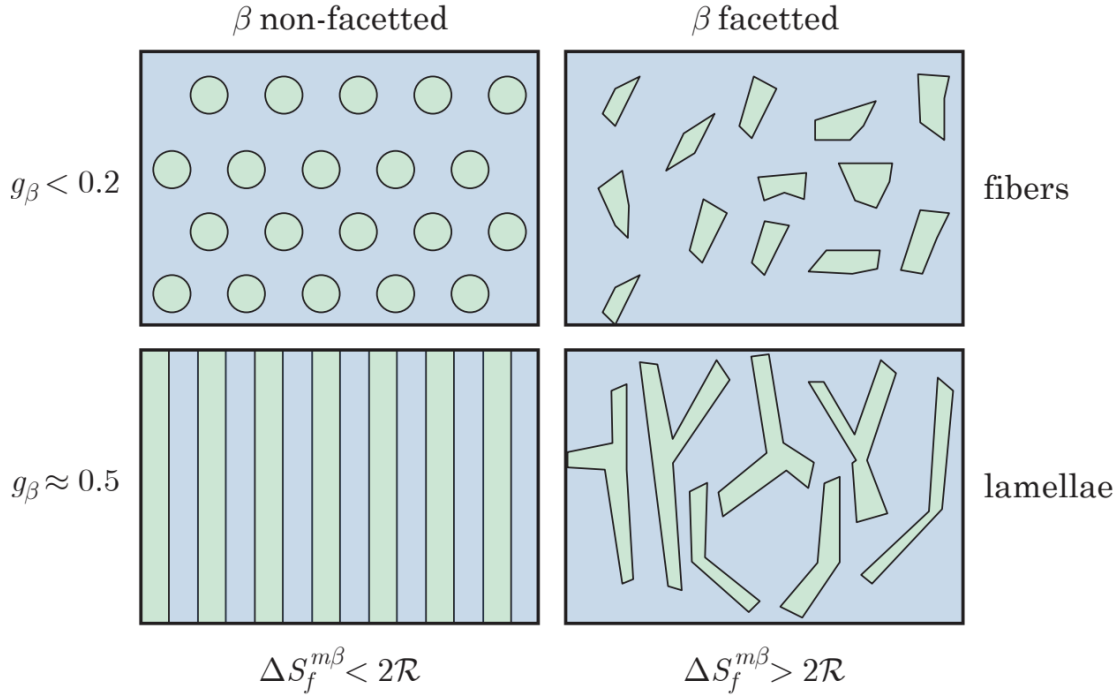 β non-facetted
β facetted
g_β < 0.2
fibers
g_β ≈ 0.5
lamellae
ΔS_f^{mβ} < 2ℛ
ΔS_f^{mβ} > 2ℛ